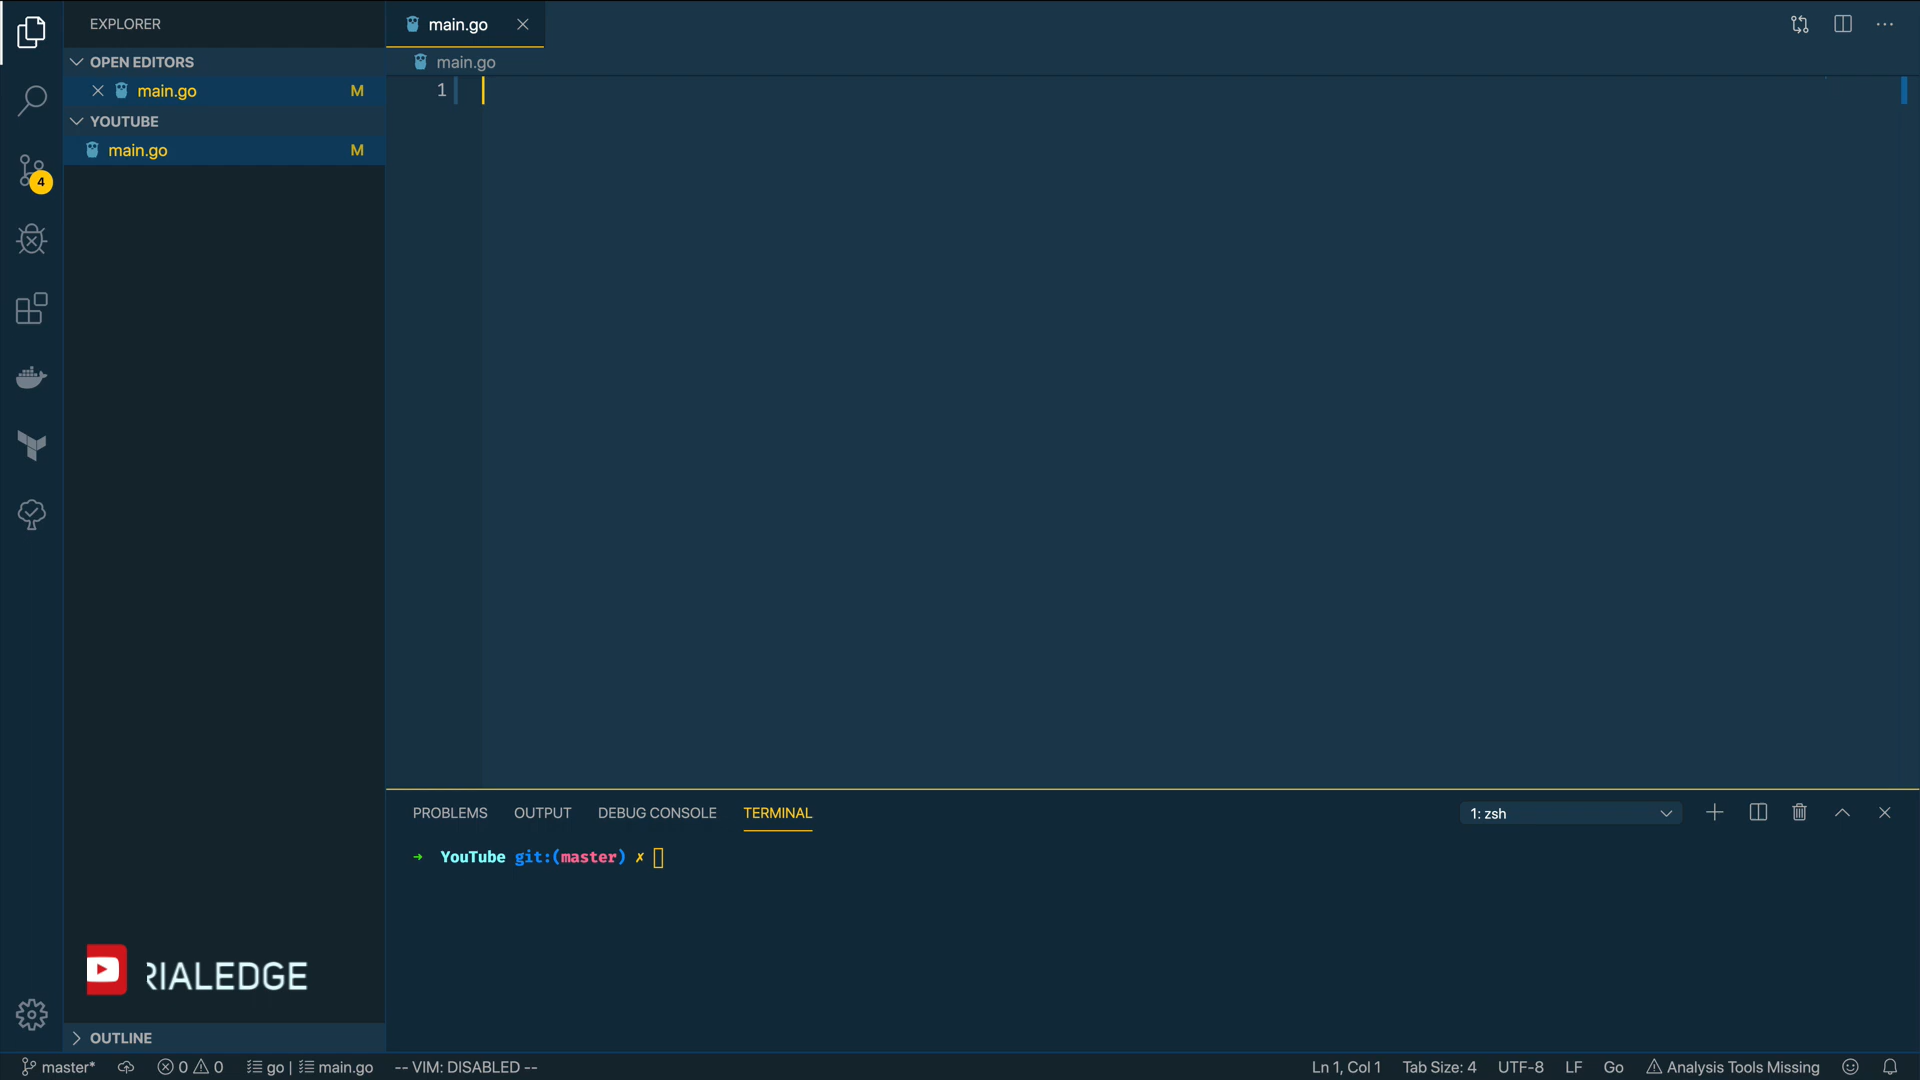 EXPLORER
main.go
OPEN EDITORS
main.go
main.go M
1
YOUTUBE
main.go M
4
PROBLEMS OUTPUT DEBUG CONSOLE TERMINAL
1: zsh
➜ YouTube git:(master) ✗
RIALEDGE
OUTLINE
master* 0 0 go | main.go -- VIM: DISABLED -- Ln 1, Col 1 Tab Size: 4 UTF-8 LF Go Analysis Tools Missing